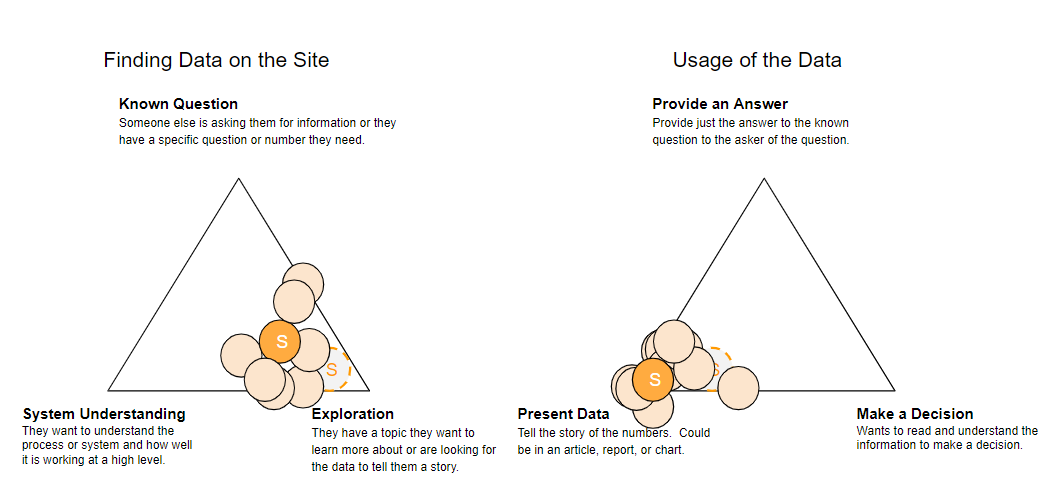 Finding Data on the Site
Usage of the Data
Known Question
Someone else is asking them for information or they
have a specific question or number they need.
Provide an Answer
Provide just the answer to the known
question to the asker of the question.
S
S
S
S
System Understanding
They want to understand the
process or system and how well
it is working at a high level.
Exploration
They have a topic they want to
learn more about or are looking for
the data to tell them a story.
Present Data
Tell the story of the numbers.  Could
be in an article, report, or chart.
Make a Decision
Wants to read and understand the
information to make a decision.